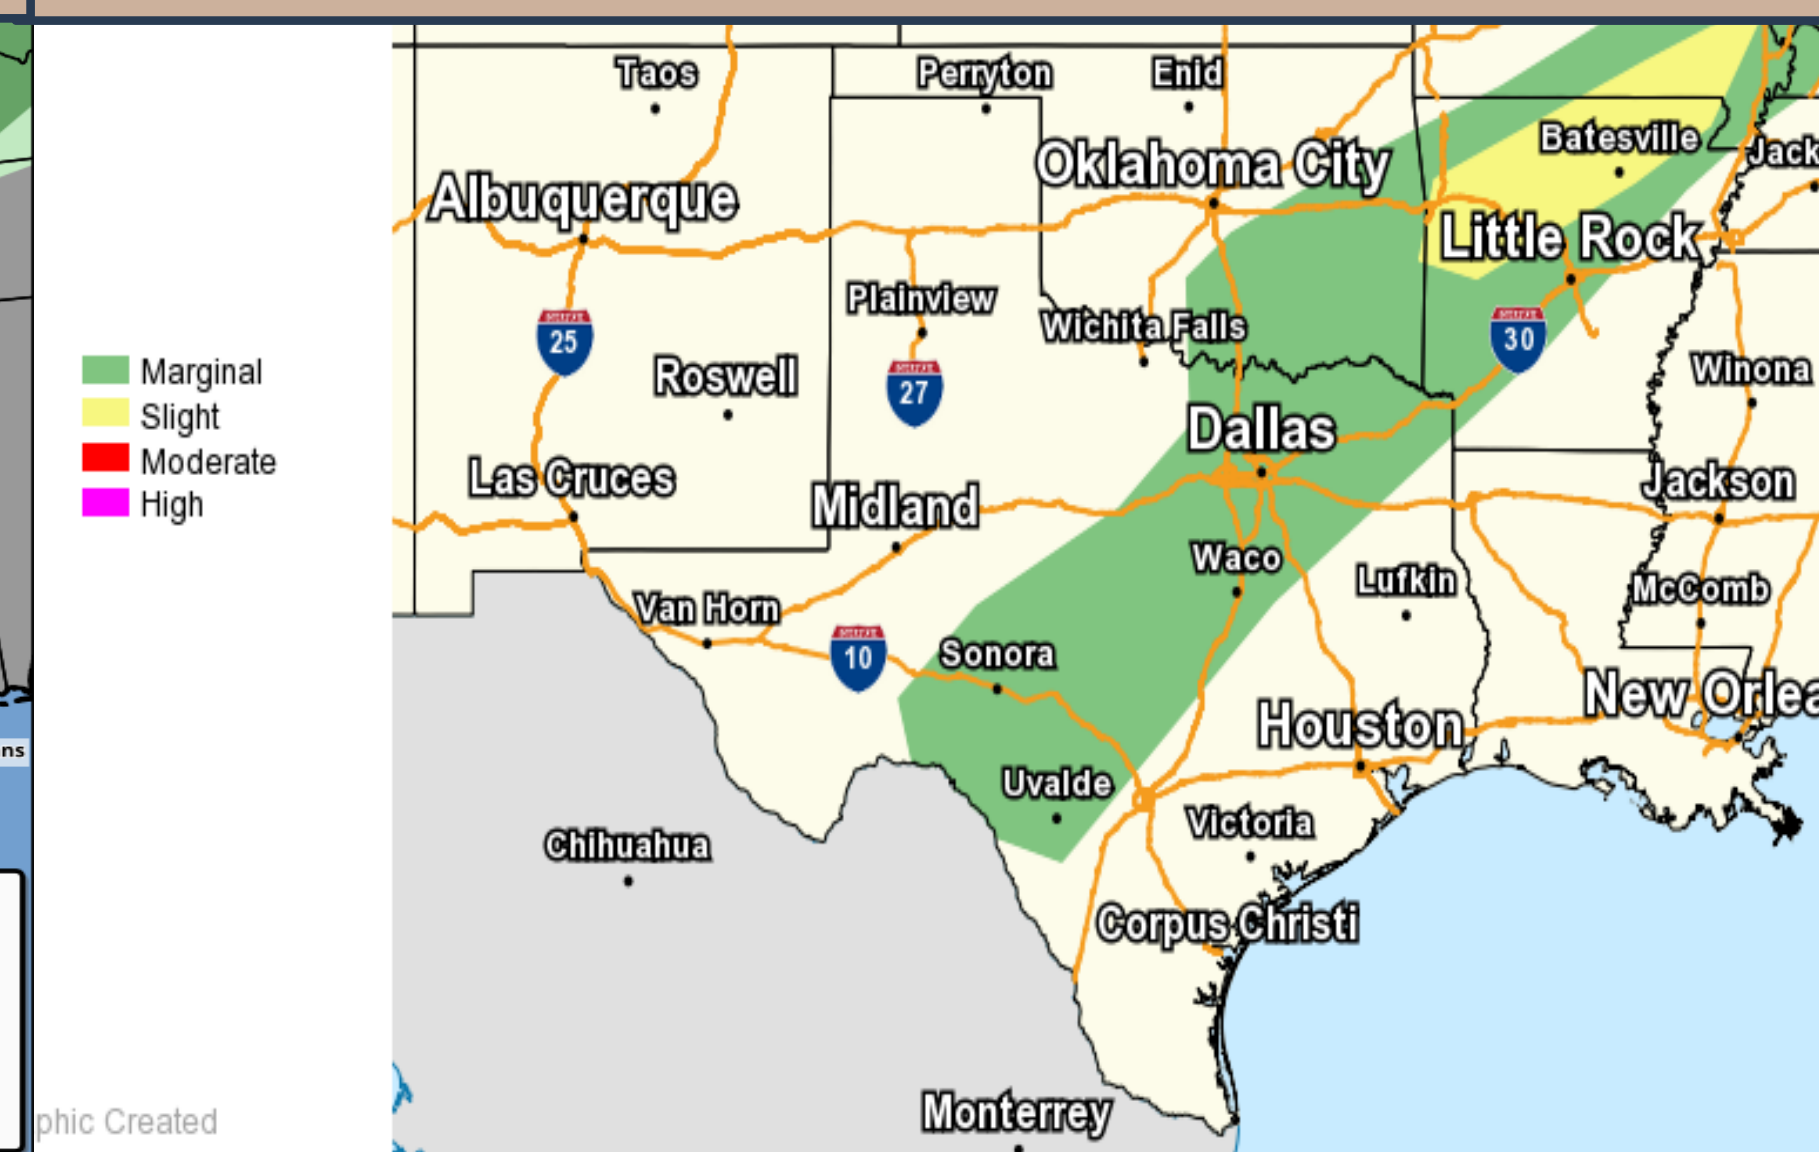 ns
Marginal
Slight
Moderate
High
phic Created
Taos
Perryton
Enid
Batesville
Jack
Oklahoma City
Albuquerque
Little Rock
Plainview
Wichita Falls
25
30
27
Roswell
Winona
Dallas
Las Cruces
Midland
Jackson
Waco
Lufkin
McComb
Van Horn
10
Sonora
New Orlea
Houston
Uvalde
Victoria
Chihuahua
Corpus Christi
Monterrey